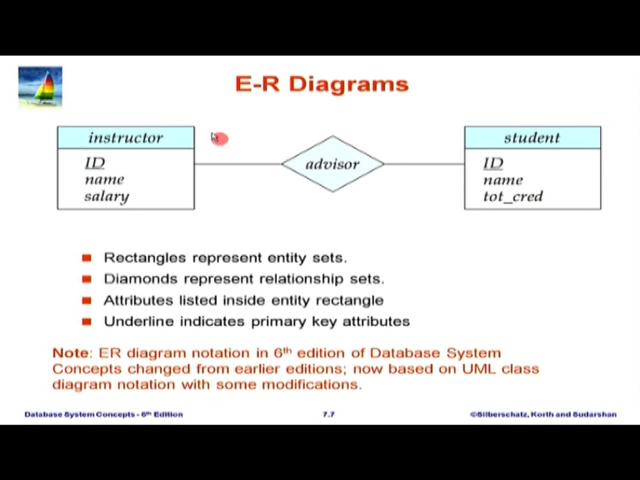 E-R Diagrams
instructor
ID
name
salary
advisor
student
ID
name
tot_cred
Rectangles represent entity sets.
Diamonds represent relationship sets.
Attributes listed inside entity rectangle
Underline indicates primary key attributes
Note: ER diagram notation in 6th edition of Database System
Concepts changed from earlier editions; now based on UML class
diagram notation with some modifications.
Database System Concepts - 6th Edition
7.7
©Silberschatz, Korth and Sudarshan